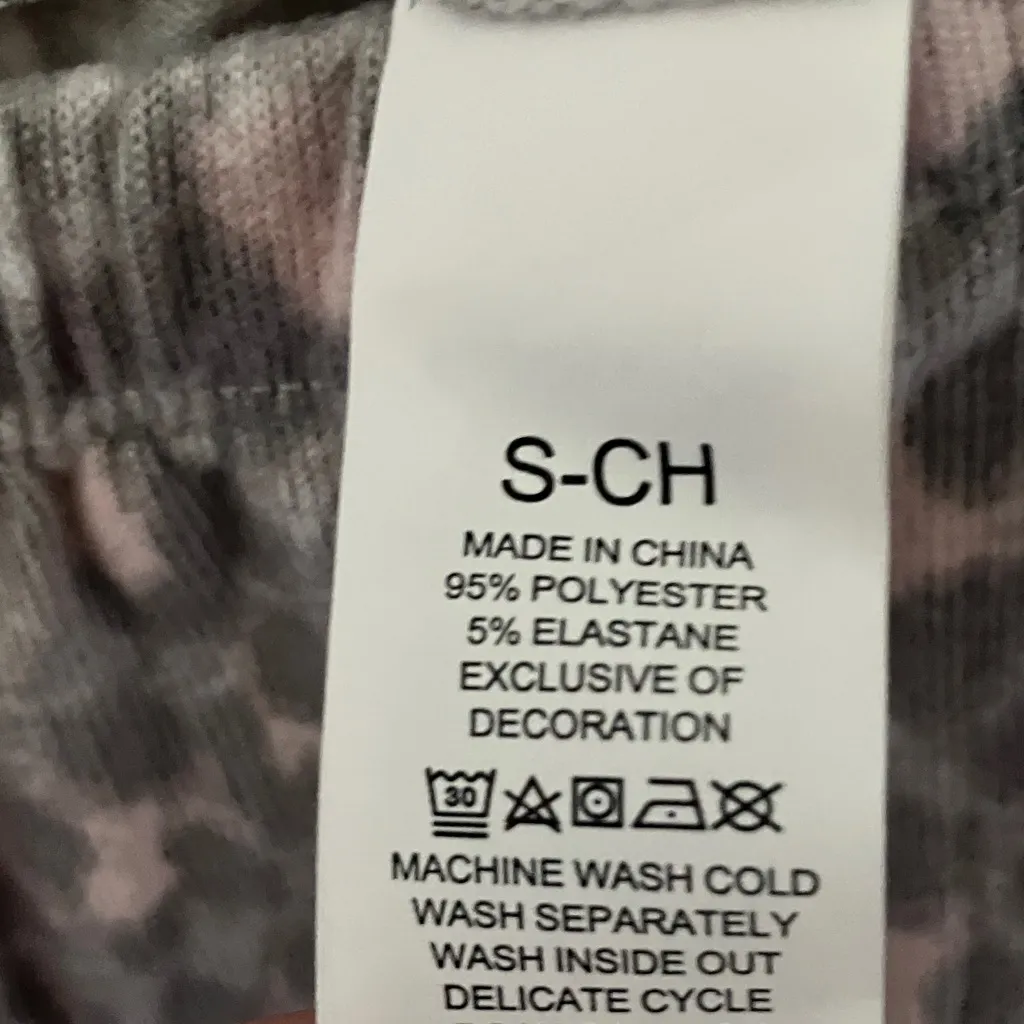 S-CH
MADE IN CHINA
95% POLYESTER
5% ELASTANE
EXCLUSIVE OF
DECORATION
30
MACHINE WASH COLD
WASH SEPARATELY
WASH INSIDE OUT
DELICATE CYCLE